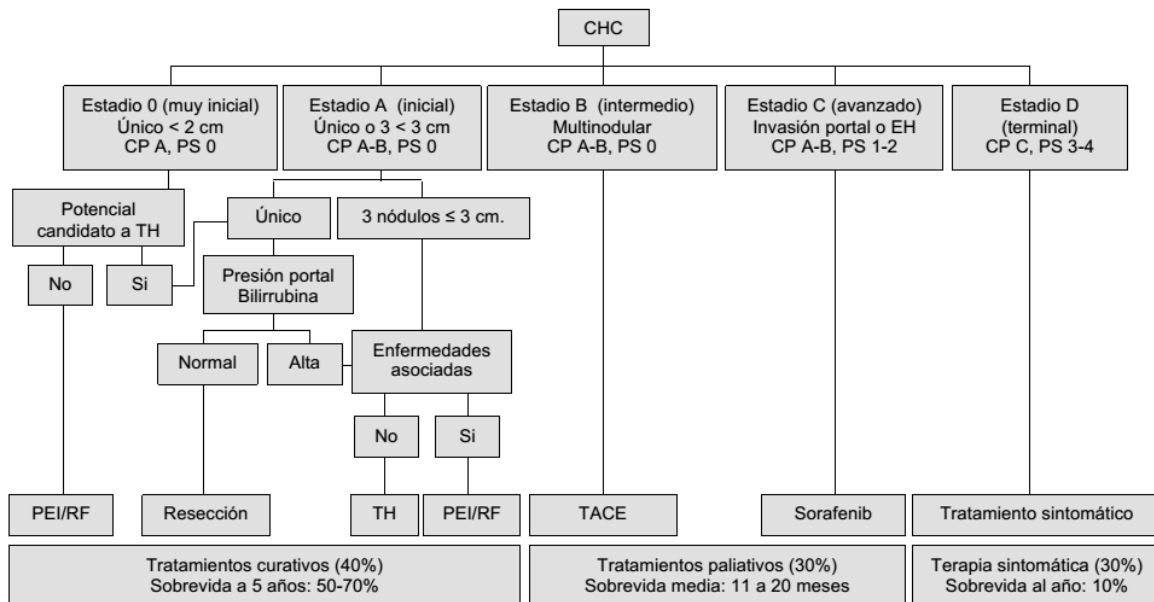 CHC
Estadio 0 (muy inicial)
Único < 2 cm
CP A, PS 0
Estadio A (inicial)
Único o 3 < 3 cm
CP A-B, PS 0
Estadio B (intermedio)
Multinodular
CP A-B, PS 0
Estadio C (avanzado)
Invasión portal o EH
CP A-B, PS 1-2
Estadio D
(terminal)
CP C, PS 3-4
Potencial
candidato a TH
Único
3 nódulos ≤ 3 cm.
No
Si
Presión portal
Bilirrubina
Normal
Alta
Enfermedades
asociadas
No
Si
PEI/RF
Resección
TH
PEI/RF
TACE
Sorafenib
Tratamiento sintomático
Tratamientos curativos (40%)
Sobrevida a 5 años: 50-70%
Tratamientos paliativos (30%)
Sobrevida media: 11 a 20 meses
Terapia sintomática (30%)
Sobrevida al año: 10%